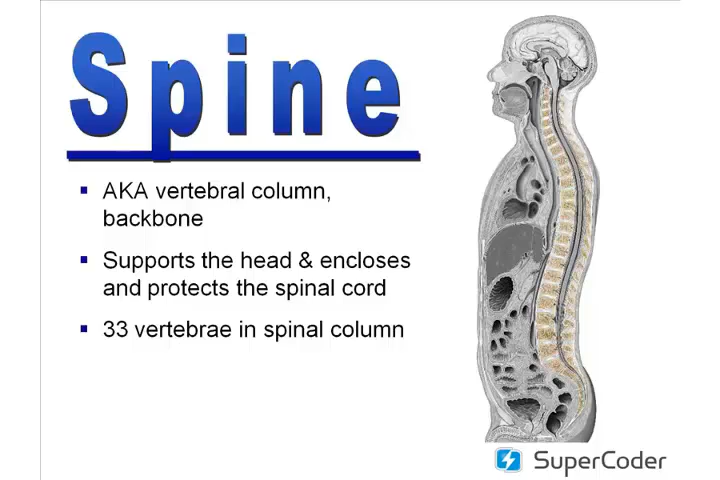 Spine
▪ AKA vertebral column,
backbone
▪ Supports the head & encloses
and protects the spinal cord
▪ 33 vertebrae in spinal column
SuperCoder